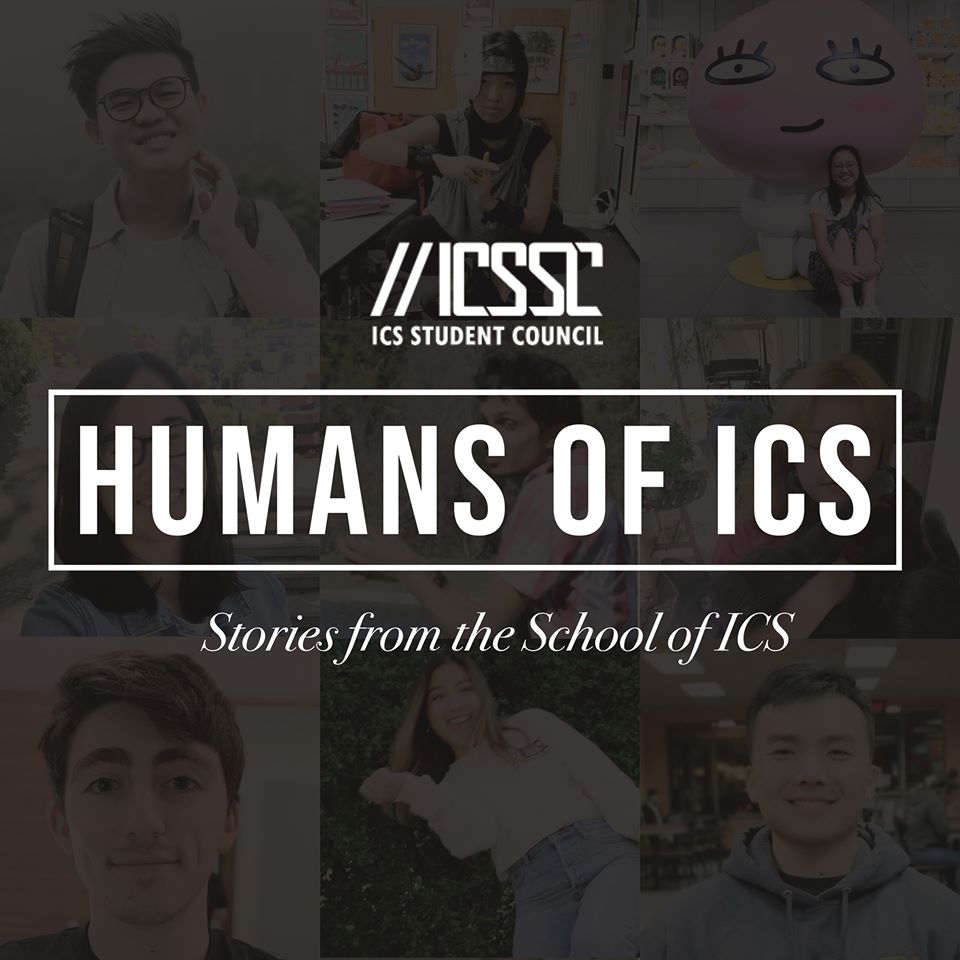 //ICSSC
ICS STUDENT COUNCIL
HUMANS OF ICS
Stories from the School of ICS